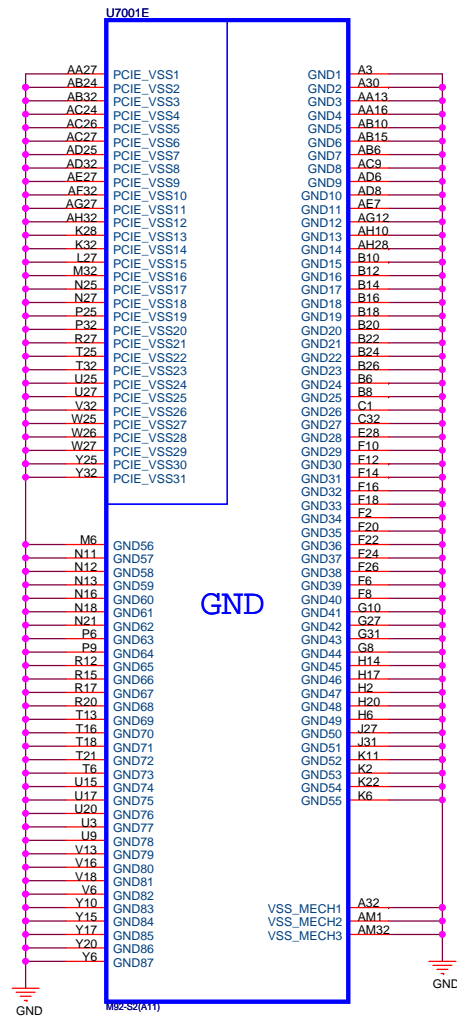 U7001E
AA27 PCIE_VSS1
AB24 PCIE_VSS2
AB32 PCIE_VSS3
AC24 PCIE_VSS4
AC26 PCIE_VSS5
AC27 PCIE_VSS6
AD25 PCIE_VSS7
AD32 PCIE_VSS8
AE27 PCIE_VSS9
AF32 PCIE_VSS10
AG27 PCIE_VSS11
AH32 PCIE_VSS12
K28 PCIE_VSS13
K32 PCIE_VSS14
L27 PCIE_VSS15
M32 PCIE_VSS16
N25 PCIE_VSS17
N27 PCIE_VSS18
P25 PCIE_VSS19
P32 PCIE_VSS20
R27 PCIE_VSS21
T25 PCIE_VSS22
T32 PCIE_VSS23
U25 PCIE_VSS24
U27 PCIE_VSS25
V32 PCIE_VSS26
W25 PCIE_VSS27
W26 PCIE_VSS28
W27 PCIE_VSS29
Y25 PCIE_VSS30
Y32 PCIE_VSS31
M6 GND56
N11 GND57
N12 GND58
N13 GND59
N16 GND60
N18 GND61
N21 GND62
P6 GND63
P9 GND64
R12 GND65
R15 GND66
R17 GND67
R20 GND68
T13 GND69
T16 GND70
T18 GND71
T21 GND72
T6 GND73
U15 GND74
U17 GND75
U20 GND76
U3 GND77
U9 GND78
V13 GND79
V16 GND80
V18 GND81
V6 GND82
Y10 GND83
Y15 GND84
Y17 GND85
Y20 GND86
Y6 GND87
GND
GND
GND1 A3
GND2 A30
GND3 AA13
GND4 AA16
GND5 AB10
GND6 AB15
GND7 AB6
GND8 AC9
GND9 AD6
GND10 AD8
GND11 AE7
GND12 AG12
GND13 AH10
GND14 AH28
GND15 B10
GND16 B12
GND17 B14
GND18 B16
GND19 B18
GND20 B20
GND21 B22
GND22 B24
GND23 B26
GND24 B6
GND25 B8
GND26 C1
GND27 C32
GND28 E28
GND29 F10
GND30 F12
GND31 F14
GND32 F16
GND33 F18
GND34 F2
GND35 F20
GND36 F22
GND37 F24
GND38 F26
GND39 F6
GND40 F8
GND41 G10
GND42 G27
GND43 G31
GND44 G8
GND45 H14
GND46 H17
GND47 H2
GND48 H20
GND49 H6
GND50 J27
GND51 J31
GND52 K11
GND53 K2
GND54 K22
GND55 K6
VSS_MECH1 A32
VSS_MECH2 AM1
VSS_MECH3 AM32
GND
M92-S2(A11)